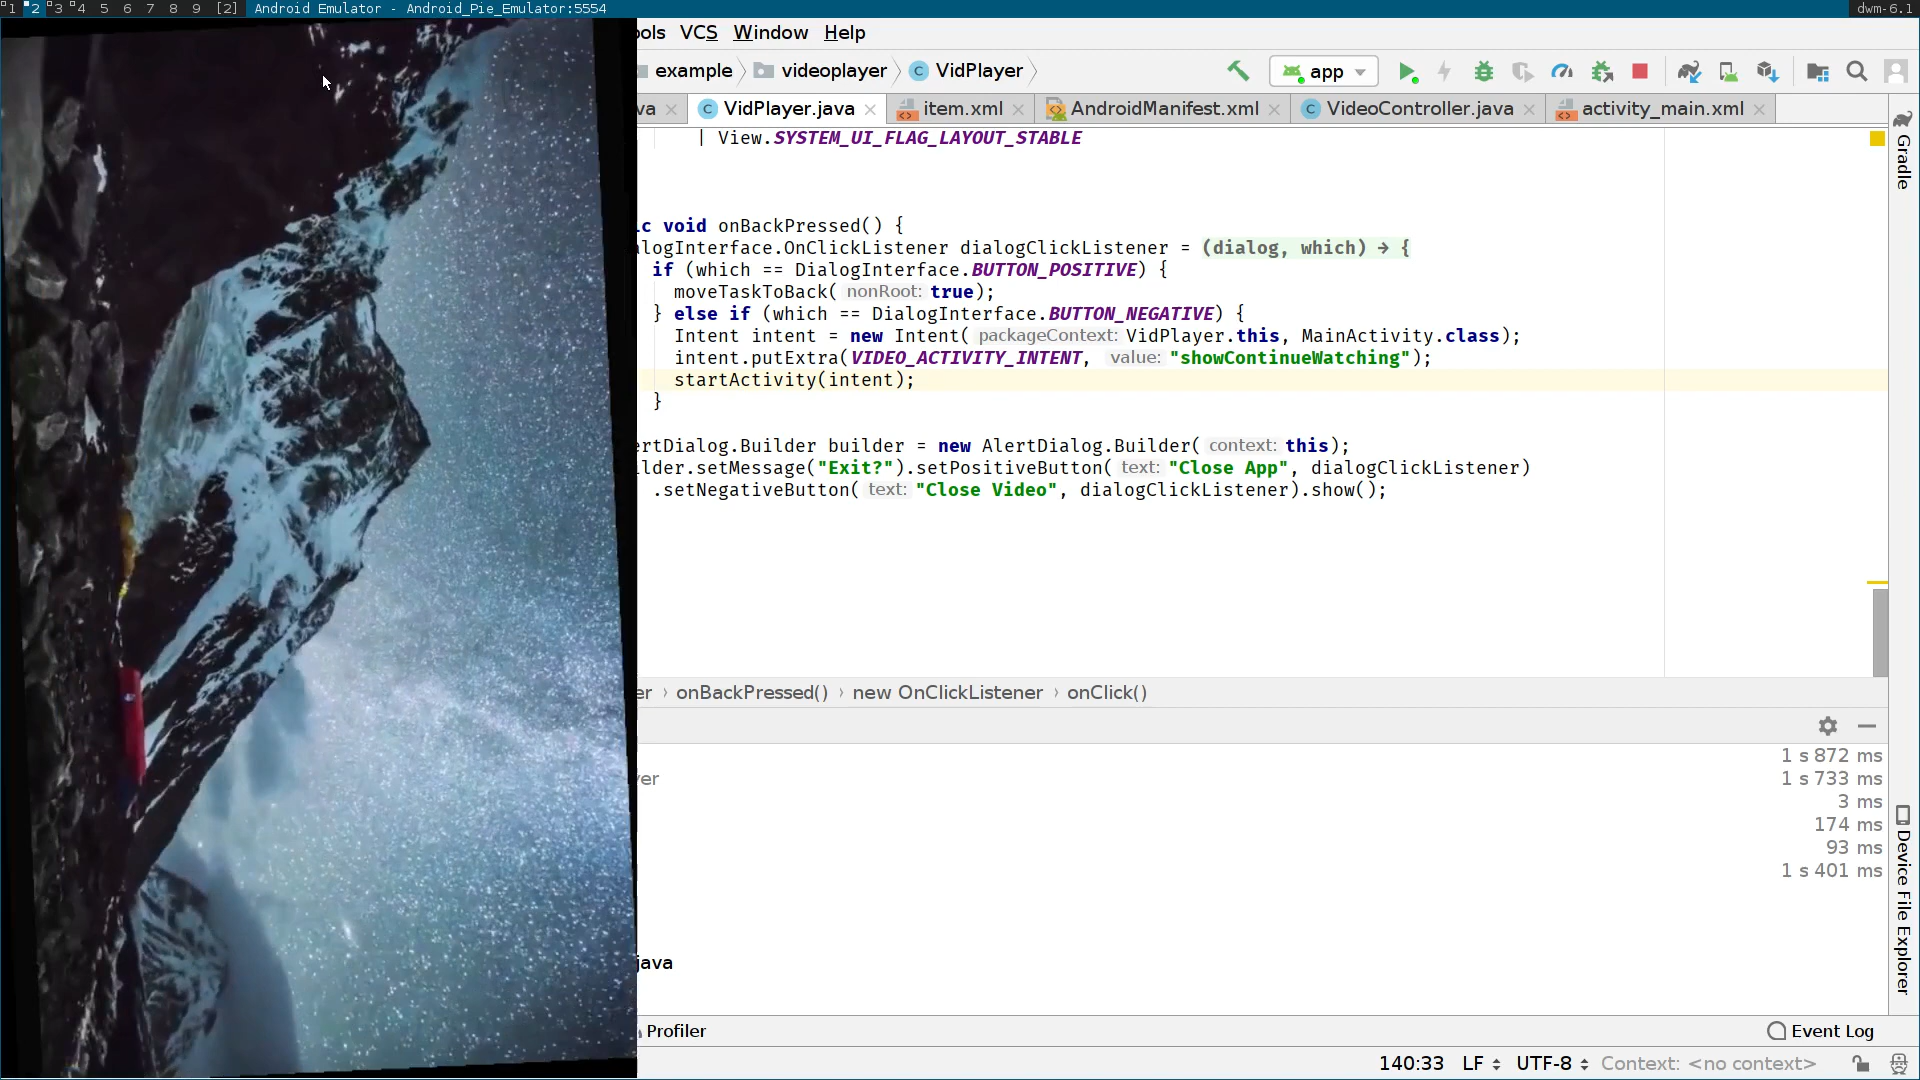 1 2 3 4 5 6 7 8 9 [2] Android Emulator - Android_Pie_Emulator:5554 dwm-6.1
ools VCS Window Help
example videoplayer VidPlayer app
va VidPlayer.java item.xml AndroidManifest.xml VideoController.java activity_main.xml
| View.SYSTEM_UI_FLAG_LAYOUT_STABLE
ic void onBackPressed() {
alogInterface.OnClickListener dialogClickListener = (dialog, which) → {
if (which == DialogInterface.BUTTON_POSITIVE) {
moveTaskToBack( nonRoot: true);
} else if (which == DialogInterface.BUTTON_NEGATIVE) {
Intent intent = new Intent( packageContext: VidPlayer.this, MainActivity.class);
intent.putExtra(VIDEO_ACTIVITY_INTENT, value: "showContinueWatching");
startActivity(intent);
}
ertDialog.Builder builder = new AlertDialog.Builder( context: this);
ilder.setMessage("Exit?").setPositiveButton( text: "Close App", dialogClickListener)
.setNegativeButton( text: "Close Video", dialogClickListener).show();
er › onBackPressed() › new OnClickListener › onClick()
1 s 872 ms
yer 1 s 733 ms
3 ms
174 ms
93 ms
1 s 401 ms
java
Profiler Event Log
140:33 LF UTF-8 Context: <no context>
Gradle
Device File Explorer